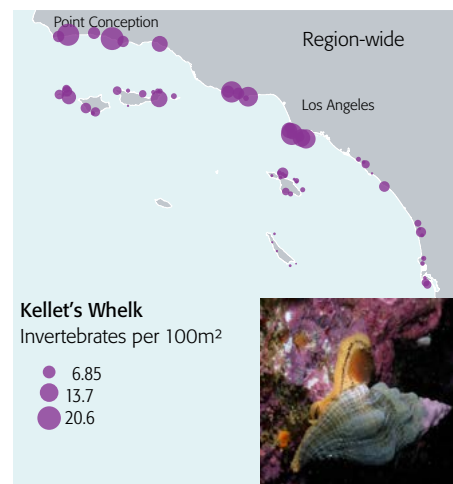 Point Conception
Region-wide
Los Angeles
Kellet's Whelk
Invertebrates per 100m²
6.85
13.7
20.6